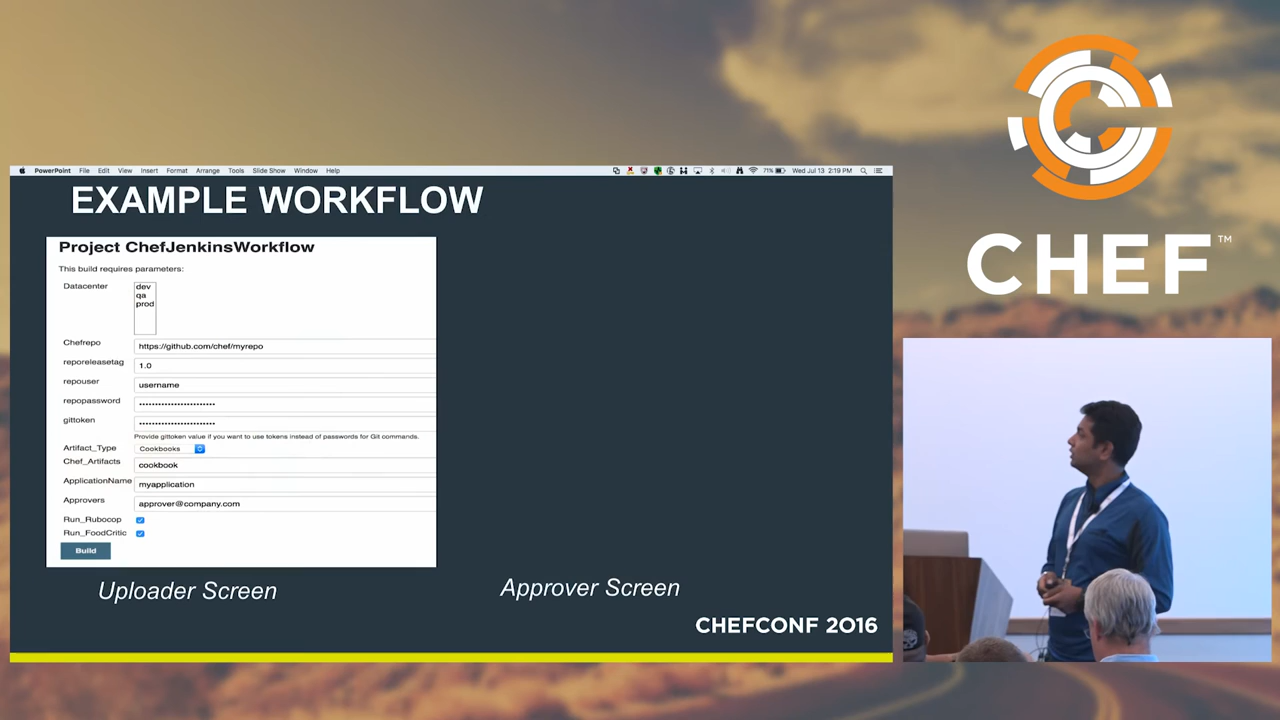 PowerPoint File Edit View Insert Format Arrange Tools Slide Show Window Help 71% Wed Jul 13 2:19 PM
EXAMPLE WORKFLOW
Project ChefJenkinsWorkflow
This build requires parameters:
Datacenter
dev
qa
prod
Chefrepo https://github.com/chef/myrepo
reporeleasetag 1.0
repouser username
repopassword ••••••••••••••••••••••••
gittoken ••••••••••••••••••••••••
Provide gittoken value if you want to use tokens instead of passwords for Git commands.
Artifact_Type Cookbooks
Chef_Artifacts cookbook
ApplicationName myapplication
Approvers approver@company.com
Run_Rubocop
Run_FoodCritic
Build
Uploader Screen
Approver Screen
CHEFCONF 2016
CHEF™